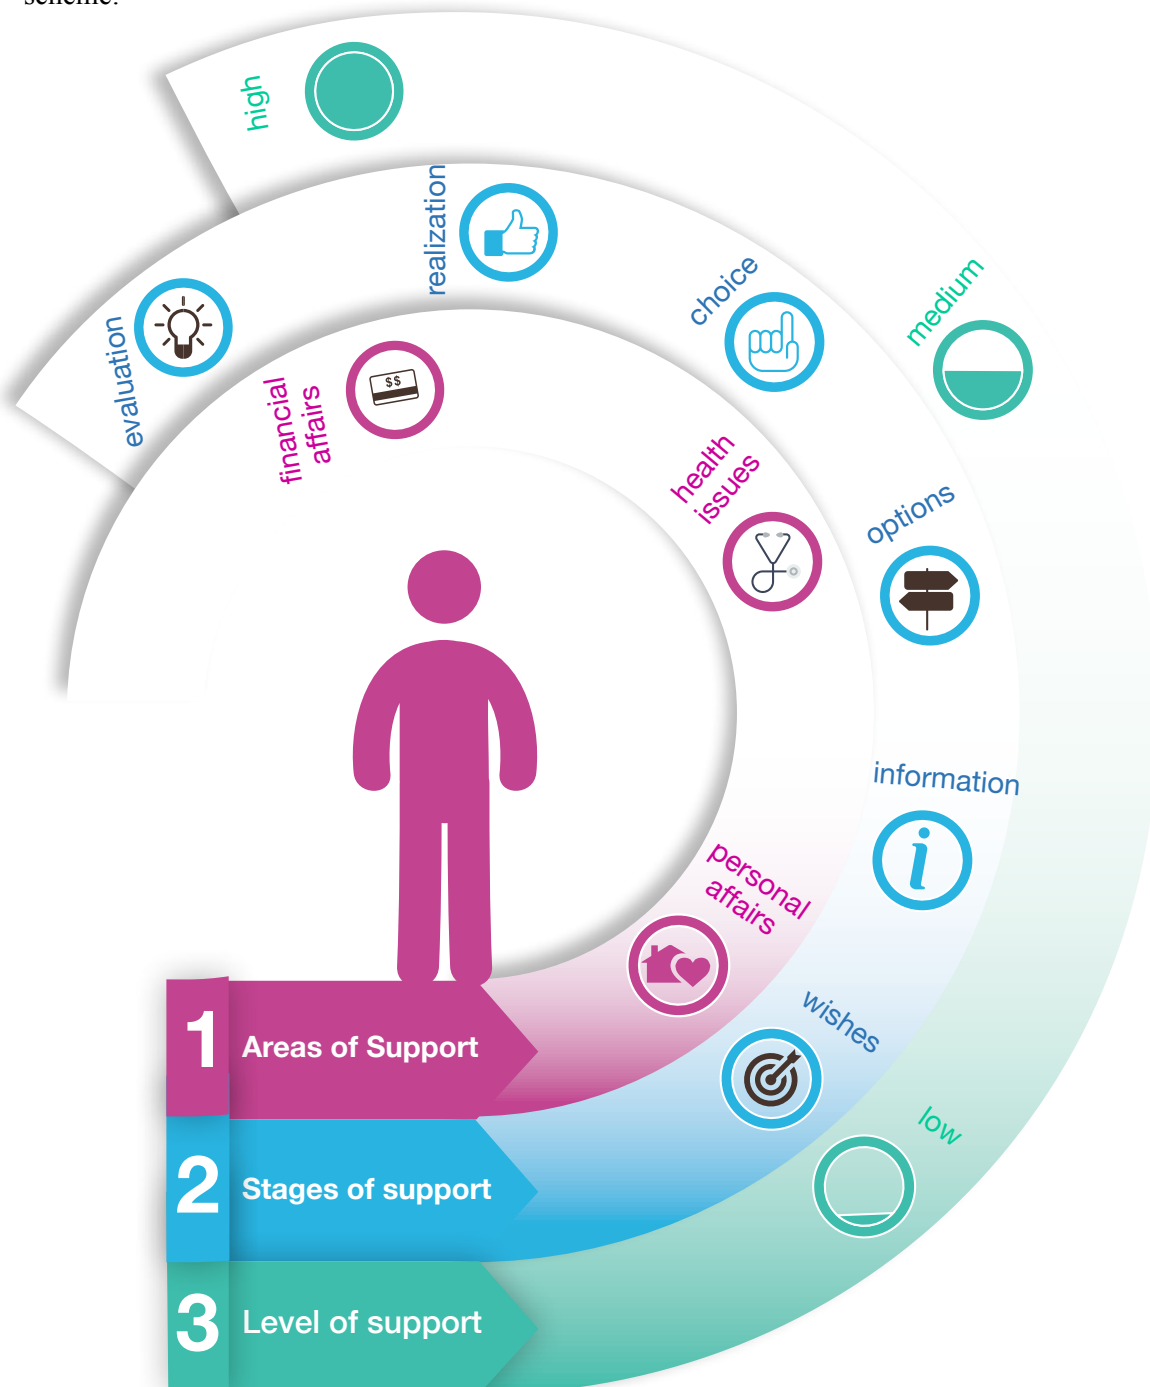 scheme.
high
realization
evaluation
choice
medium
financial
affairs
$$
health
issues
options
information
i
personal
affairs
wishes
low
1
Areas of Support
2
Stages of support
3
Level of support